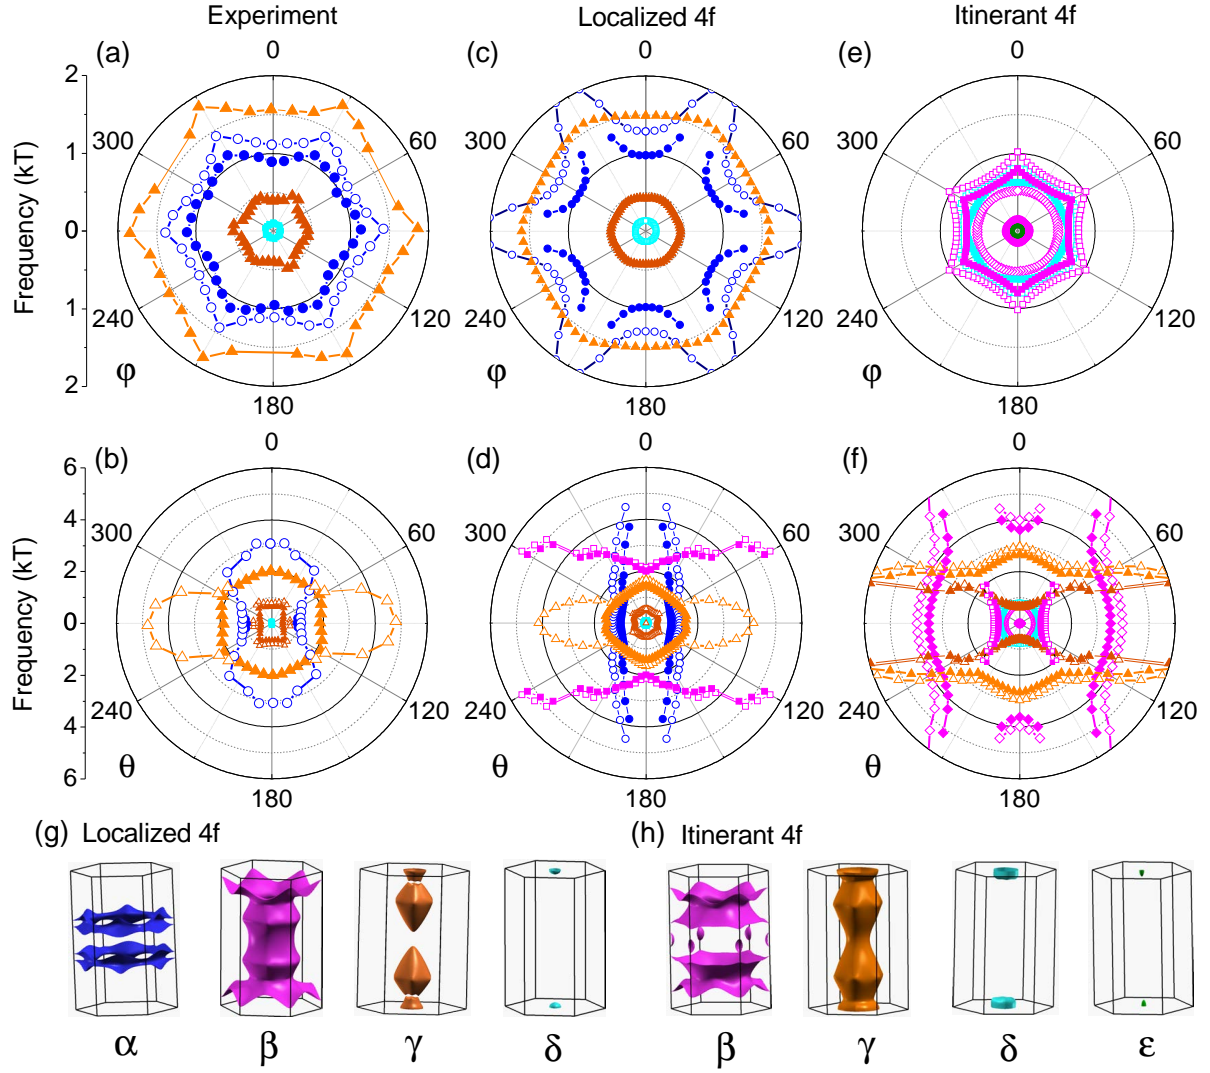 Experiment Localized 4f Itinerant 4f
(a) 0 (c) 0 (e) 0
2 300 60 300 60 300 60
1
0
1
2
Frequency (kT)
240 120 240 120 240 120
φ 180 φ 180 φ 180
(b) 0 (d) 0 (f) 0
6 300 60 300 60 300 60
4
2
0
2
4
6
Frequency (kT)
240 120 240 120 240 120
θ 180 θ 180 θ 180
(g) Localized 4f (h) Itinerant 4f
α β γ δ β γ δ ε